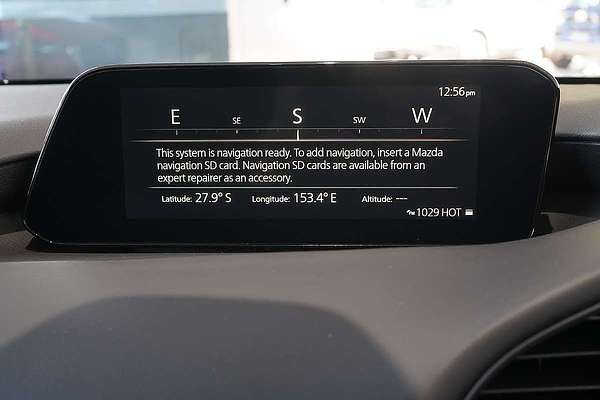 12:56pm
E SE S SW W
This system is navigation ready. To add navigation, insert a Mazda
navigation SD card. Navigation SD cards are available from an
expert repairer as an accessory.
Latitude: 27.9° S Longitude: 153.4° E Altitude: ---
1029 HOT